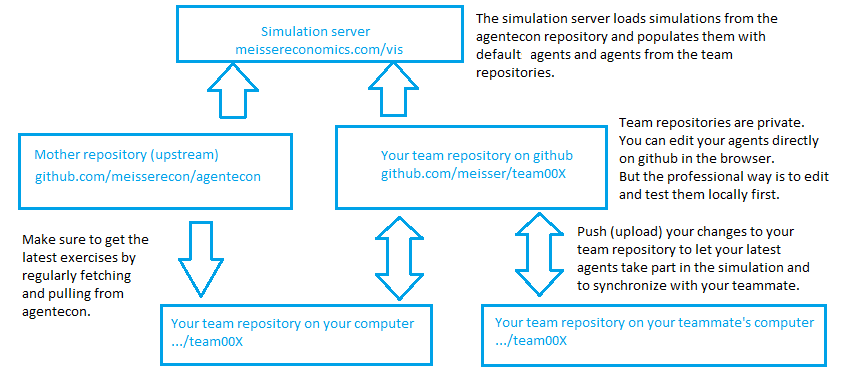 Simulation server
meissereconomics.com/vis
The simulation server loads simulations from the
agentecon repository and populates them with
default agents and agents from the team
repositories.
Mother repository (upstream)
github.com/meisserecon/agentecon
Your team repository on github
github.com/meisser/team00X
Team repositories are private.
You can edit your agents directly
on github in the browser.
But the professional way is to edit
and test them locally first.
Make sure to get the
latest exercises by
regularly fetching
and pulling from
agentecon.
Push (upload) your changes to your
team repository to let your latest
agents take part in the simulation and
to synchronize with your teammate.
Your team repository on your computer
.../team00X
Your team repository on your teammate's computer
.../team00X